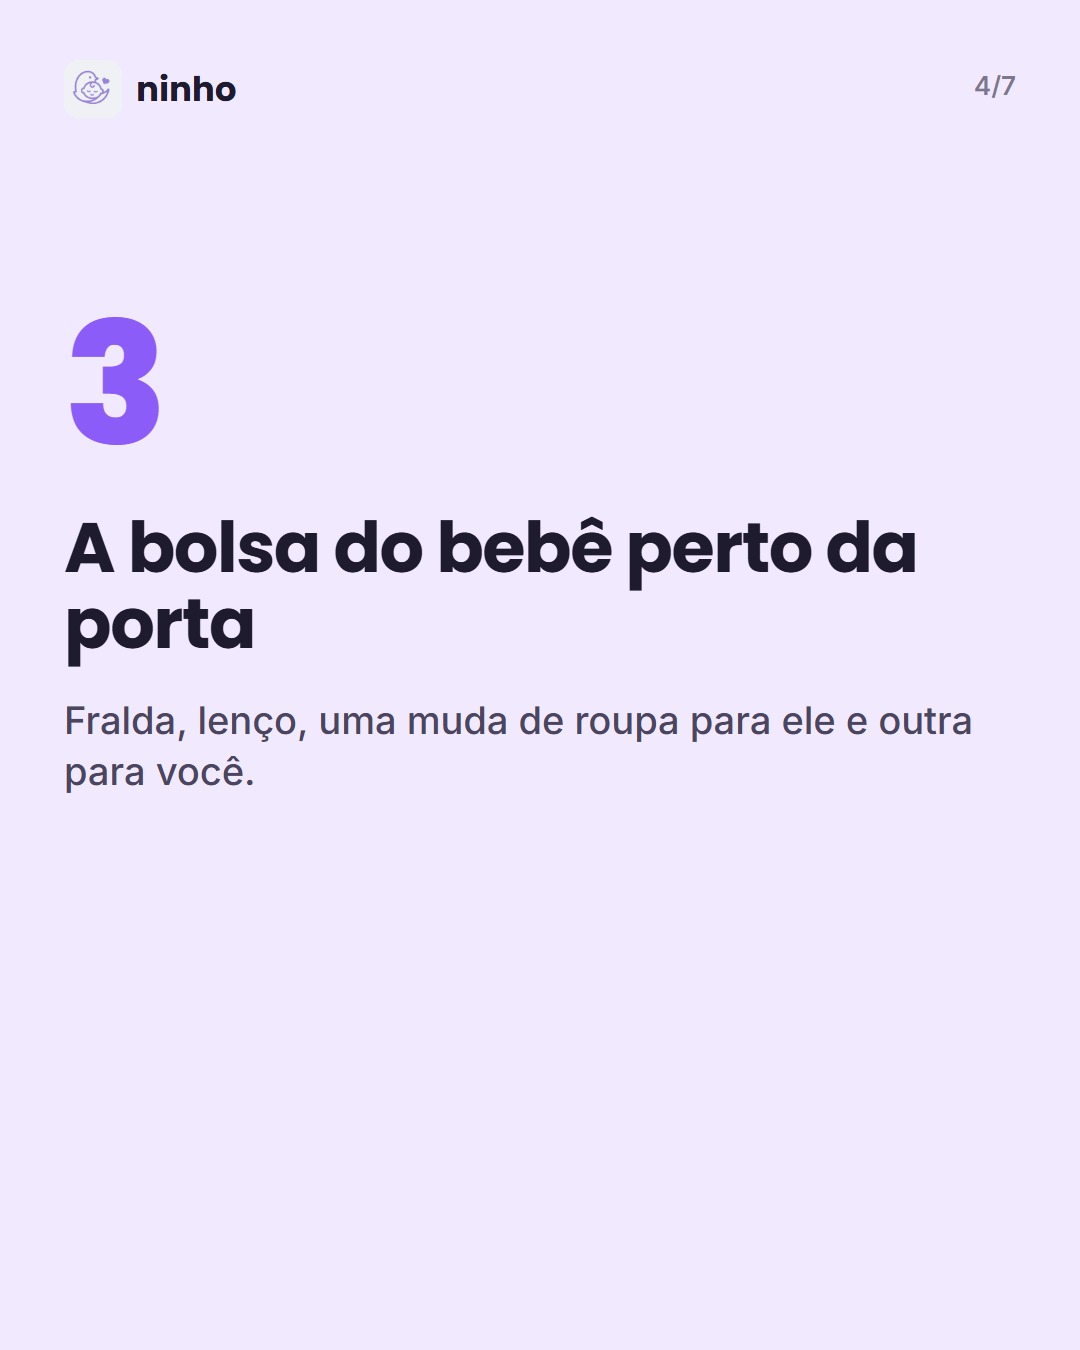 ninho
4/7
3
A bolsa do bebê perto da
porta
Fralda, lenço, uma muda de roupa para ele e outra
para você.